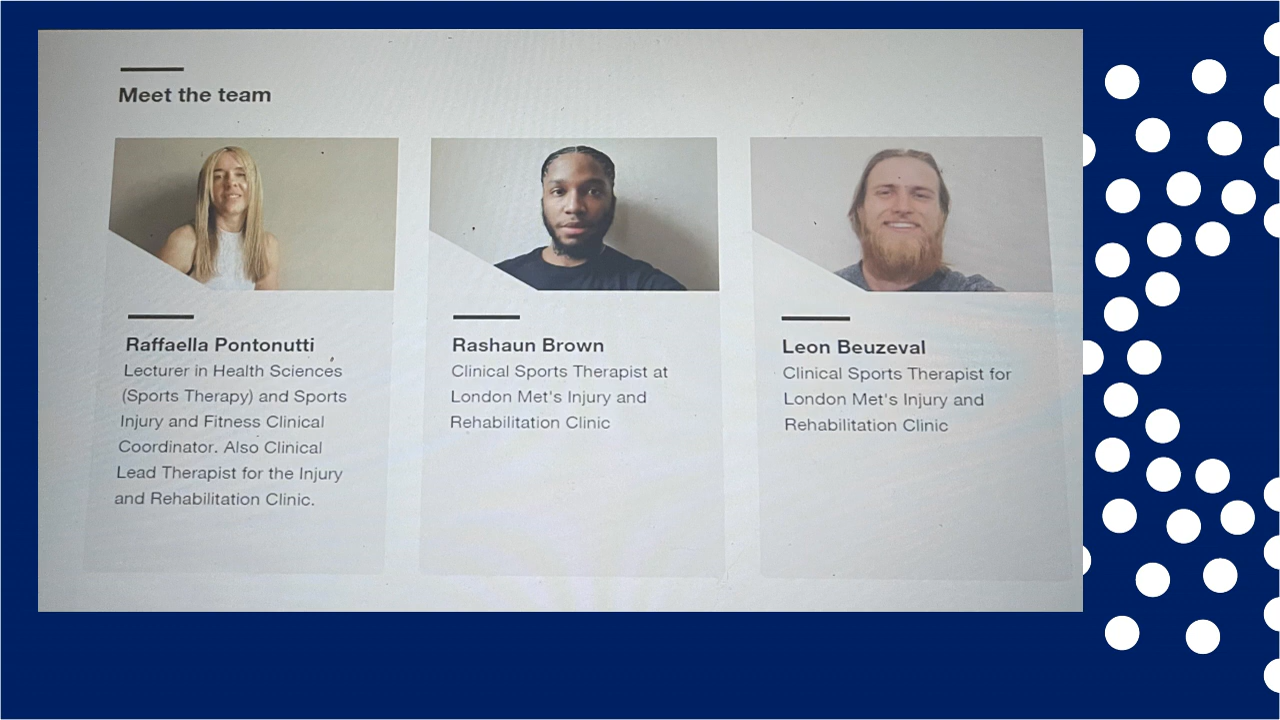 Meet the team
Raffaella Pontonutti
Lecturer in Health Sciences
(Sports Therapy) and Sports
Injury and Fitness Clinical
Coordinator. Also Clinical
Lead Therapist for the Injury
and Rehabilitation Clinic.
Rashaun Brown
Clinical Sports Therapist at
London Met's Injury and
Rehabilitation Clinic
Leon Beuzeval
Clinical Sports Therapist for
London Met's Injury and
Rehabilitation Clinic